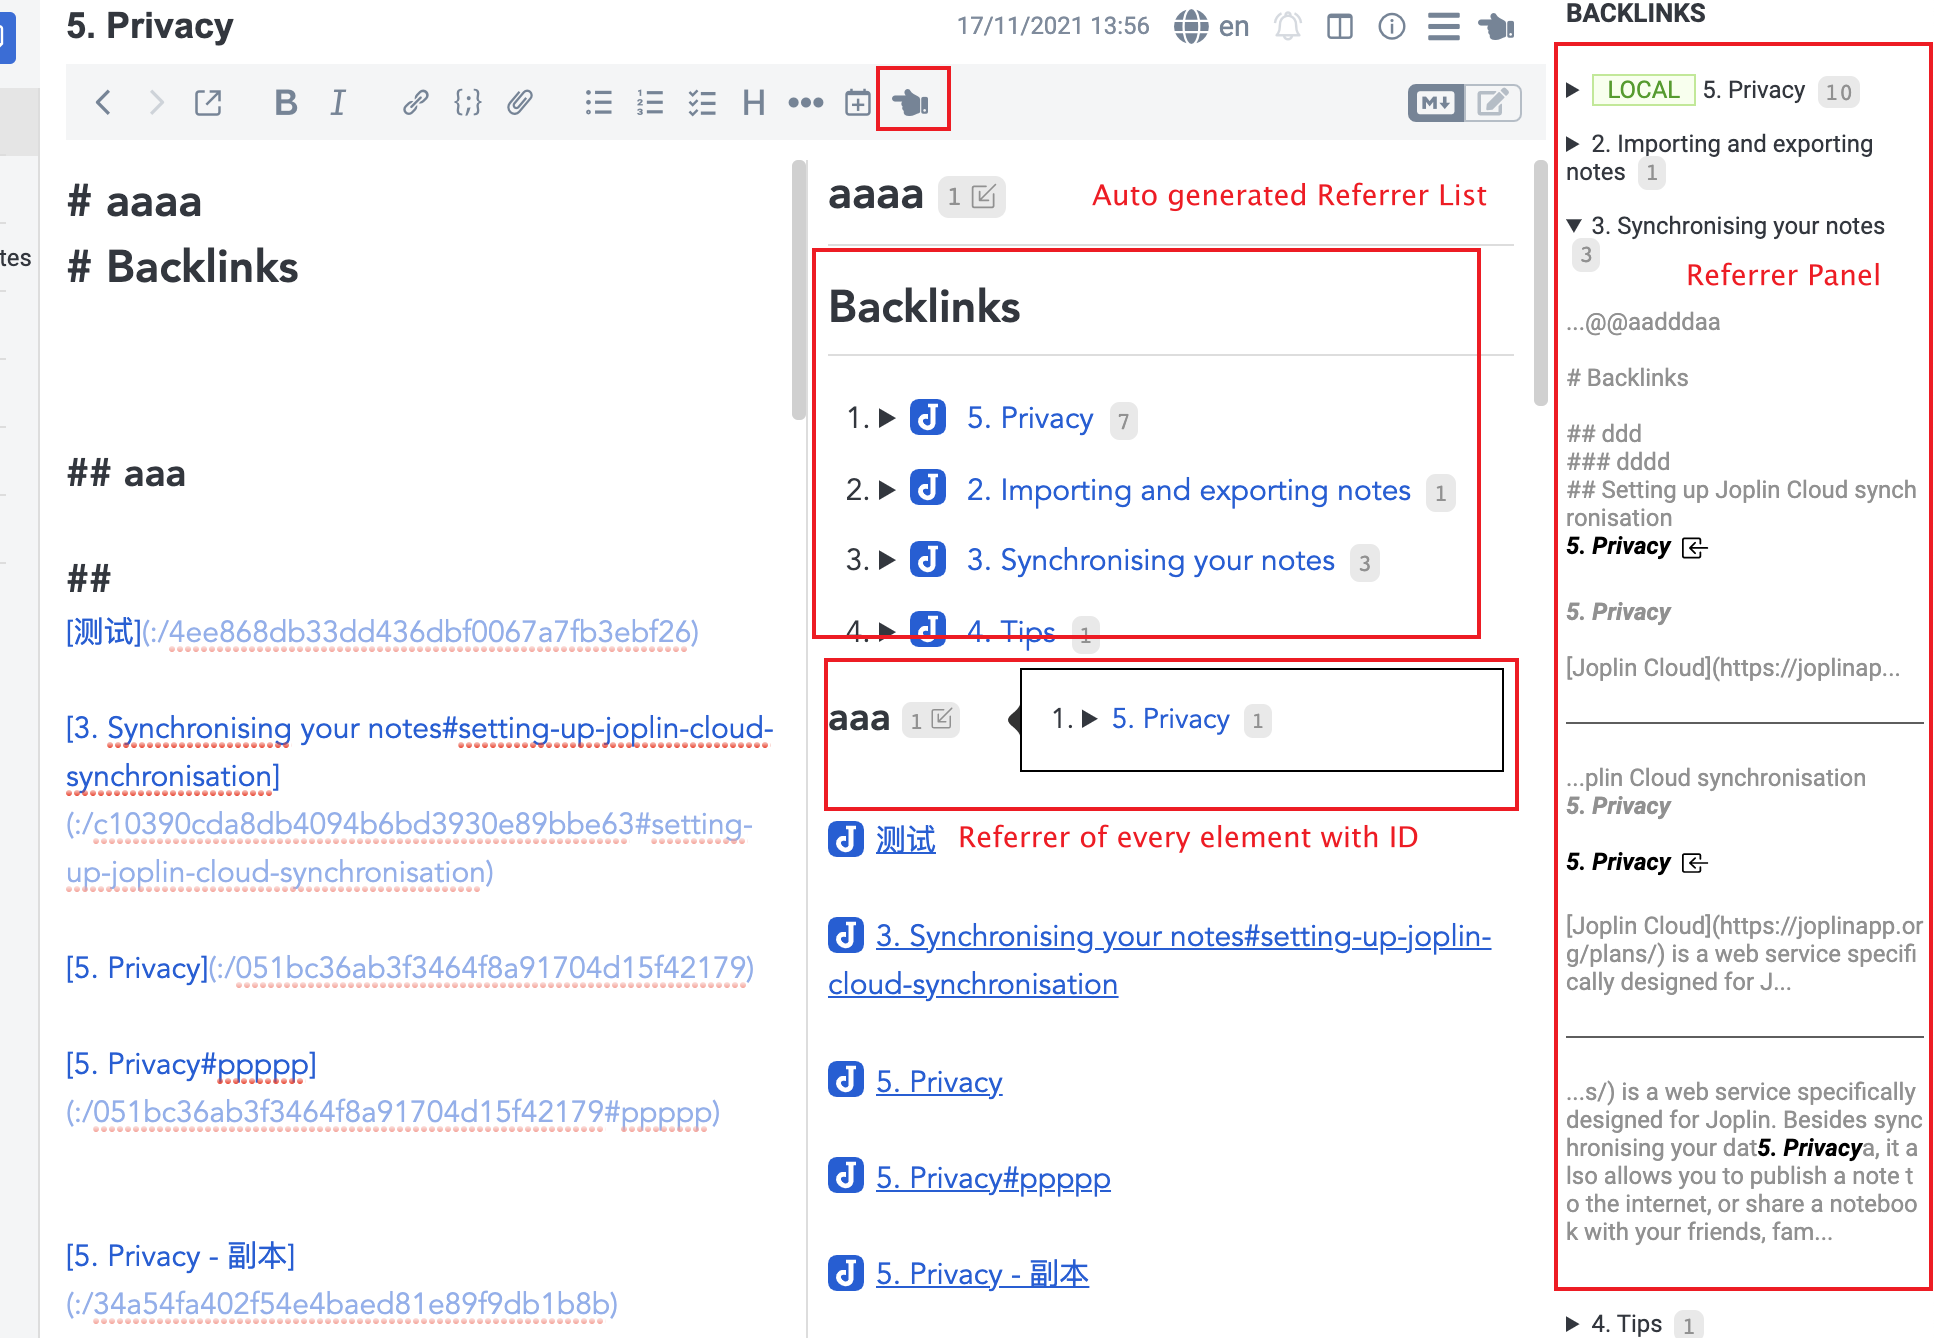 5. Privacy
17/11/2021 13:56
en
BACKLINKS
B I
H
M
tes
# aaaa
# Backlinks
## aaa
##
[测试](:/4ee868db33dd436dbf0067a7fb3ebf26)
[3. Synchronising your notes#setting-up-joplin-cloud-
synchronisation]
(:/c10390cda8db4094b6bd3930e89bbe63#setting-
up-joplin-cloud-synchronisation)
[5. Privacy](:/051bc36ab3f3464f8a91704d15f42179)
[5. Privacy#ppppp]
(:/051bc36ab3f3464f8a91704d15f42179#ppppp)
[5. Privacy - 副本]
(:/34a54fa402f54e4baed81e89f9db1b8b)
aaaa 1
Auto generated Referrer List
Backlinks
1. 5. Privacy 7
2. 2. Importing and exporting notes 1
3. 3. Synchronising your notes 3
4. 4. Tips 1
aaa 1
1. 5. Privacy 1
测试
Referrer of every element with ID
3. Synchronising your notes#setting-up-joplin-
cloud-synchronisation
5. Privacy
5. Privacy#ppppp
5. Privacy - 副本
LOCAL 5. Privacy 10
2. Importing and exporting
notes 1
3. Synchronising your notes
3
Referrer Panel
...@@aadddaa
# Backlinks
## ddd
### dddd
## Setting up Joplin Cloud synch
ronisation
5. Privacy
5. Privacy
[Joplin Cloud](https://joplinap...
...plin Cloud synchronisation
5. Privacy
5. Privacy
[Joplin Cloud](https://joplinapp.or
g/plans/) is a web service specifi
cally designed for J...
...s/) is a web service specifically
designed for Joplin. Besides sync
hronising your dat5. Privacya, it a
lso allows you to publish a note t
o the internet, or share a noteboo
k with your friends, fam...
4. Tips 1